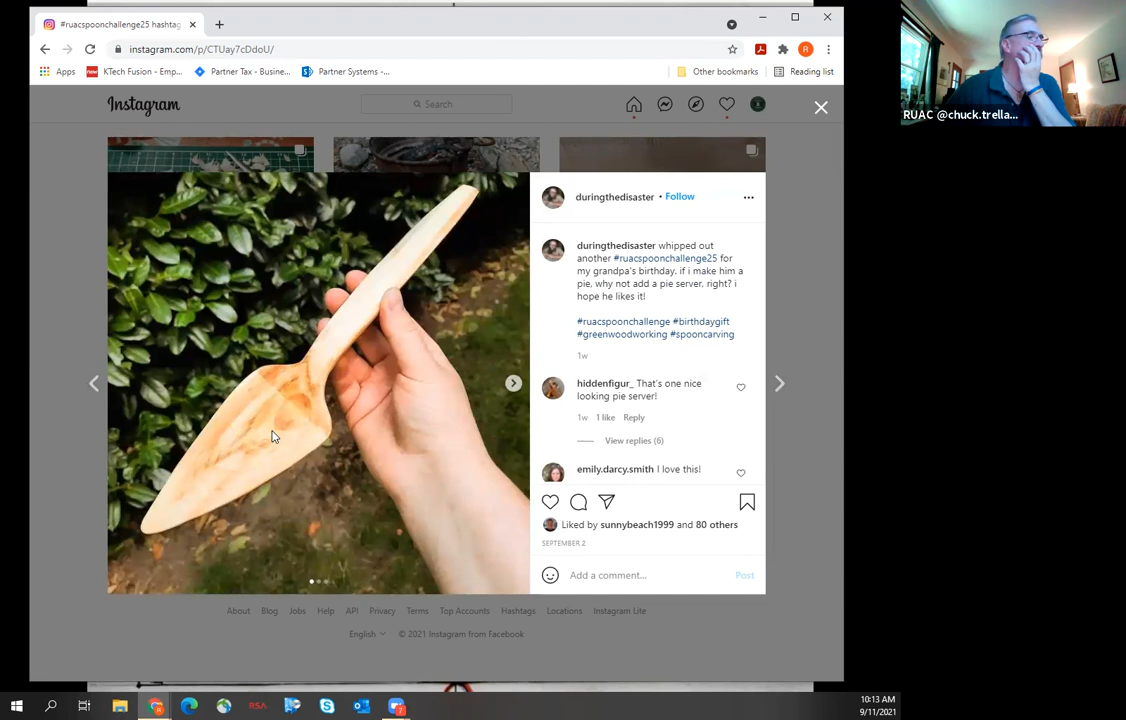 #ruacspoonchallenge25 hashtag
instagram.com/p/CTUay7cDdoU/
Apps
KTech Fusion - Emp...
Partner Tax - Busine...
Partner Systems -...
Other bookmarks
Reading list
RUAC @chuck.trella...
Instagram
Search
duringthedisaster • Follow
duringthedisaster whipped out
another #ruacspoonchallenge25 for
my grandpa's birthday. if i make him a
pie, why not add a pie server, right? i
hope he likes it!
#ruacspoonchallenge #birthdaygift
#greenwoodworking #spooncarving
1w
hiddenfigur_ That's one nice
looking pie server!
1w 1 like Reply
View replies (6)
emily.darcy.smith I love this!
Liked by sunnybeach1999 and 80 others
SEPTEMBER 2
Add a comment...
Post
About Blog Jobs Help API Privacy Terms Top Accounts Hashtags Locations Instagram Lite
English © 2021 Instagram from Facebook
RSA
10:13 AM
9/11/2021